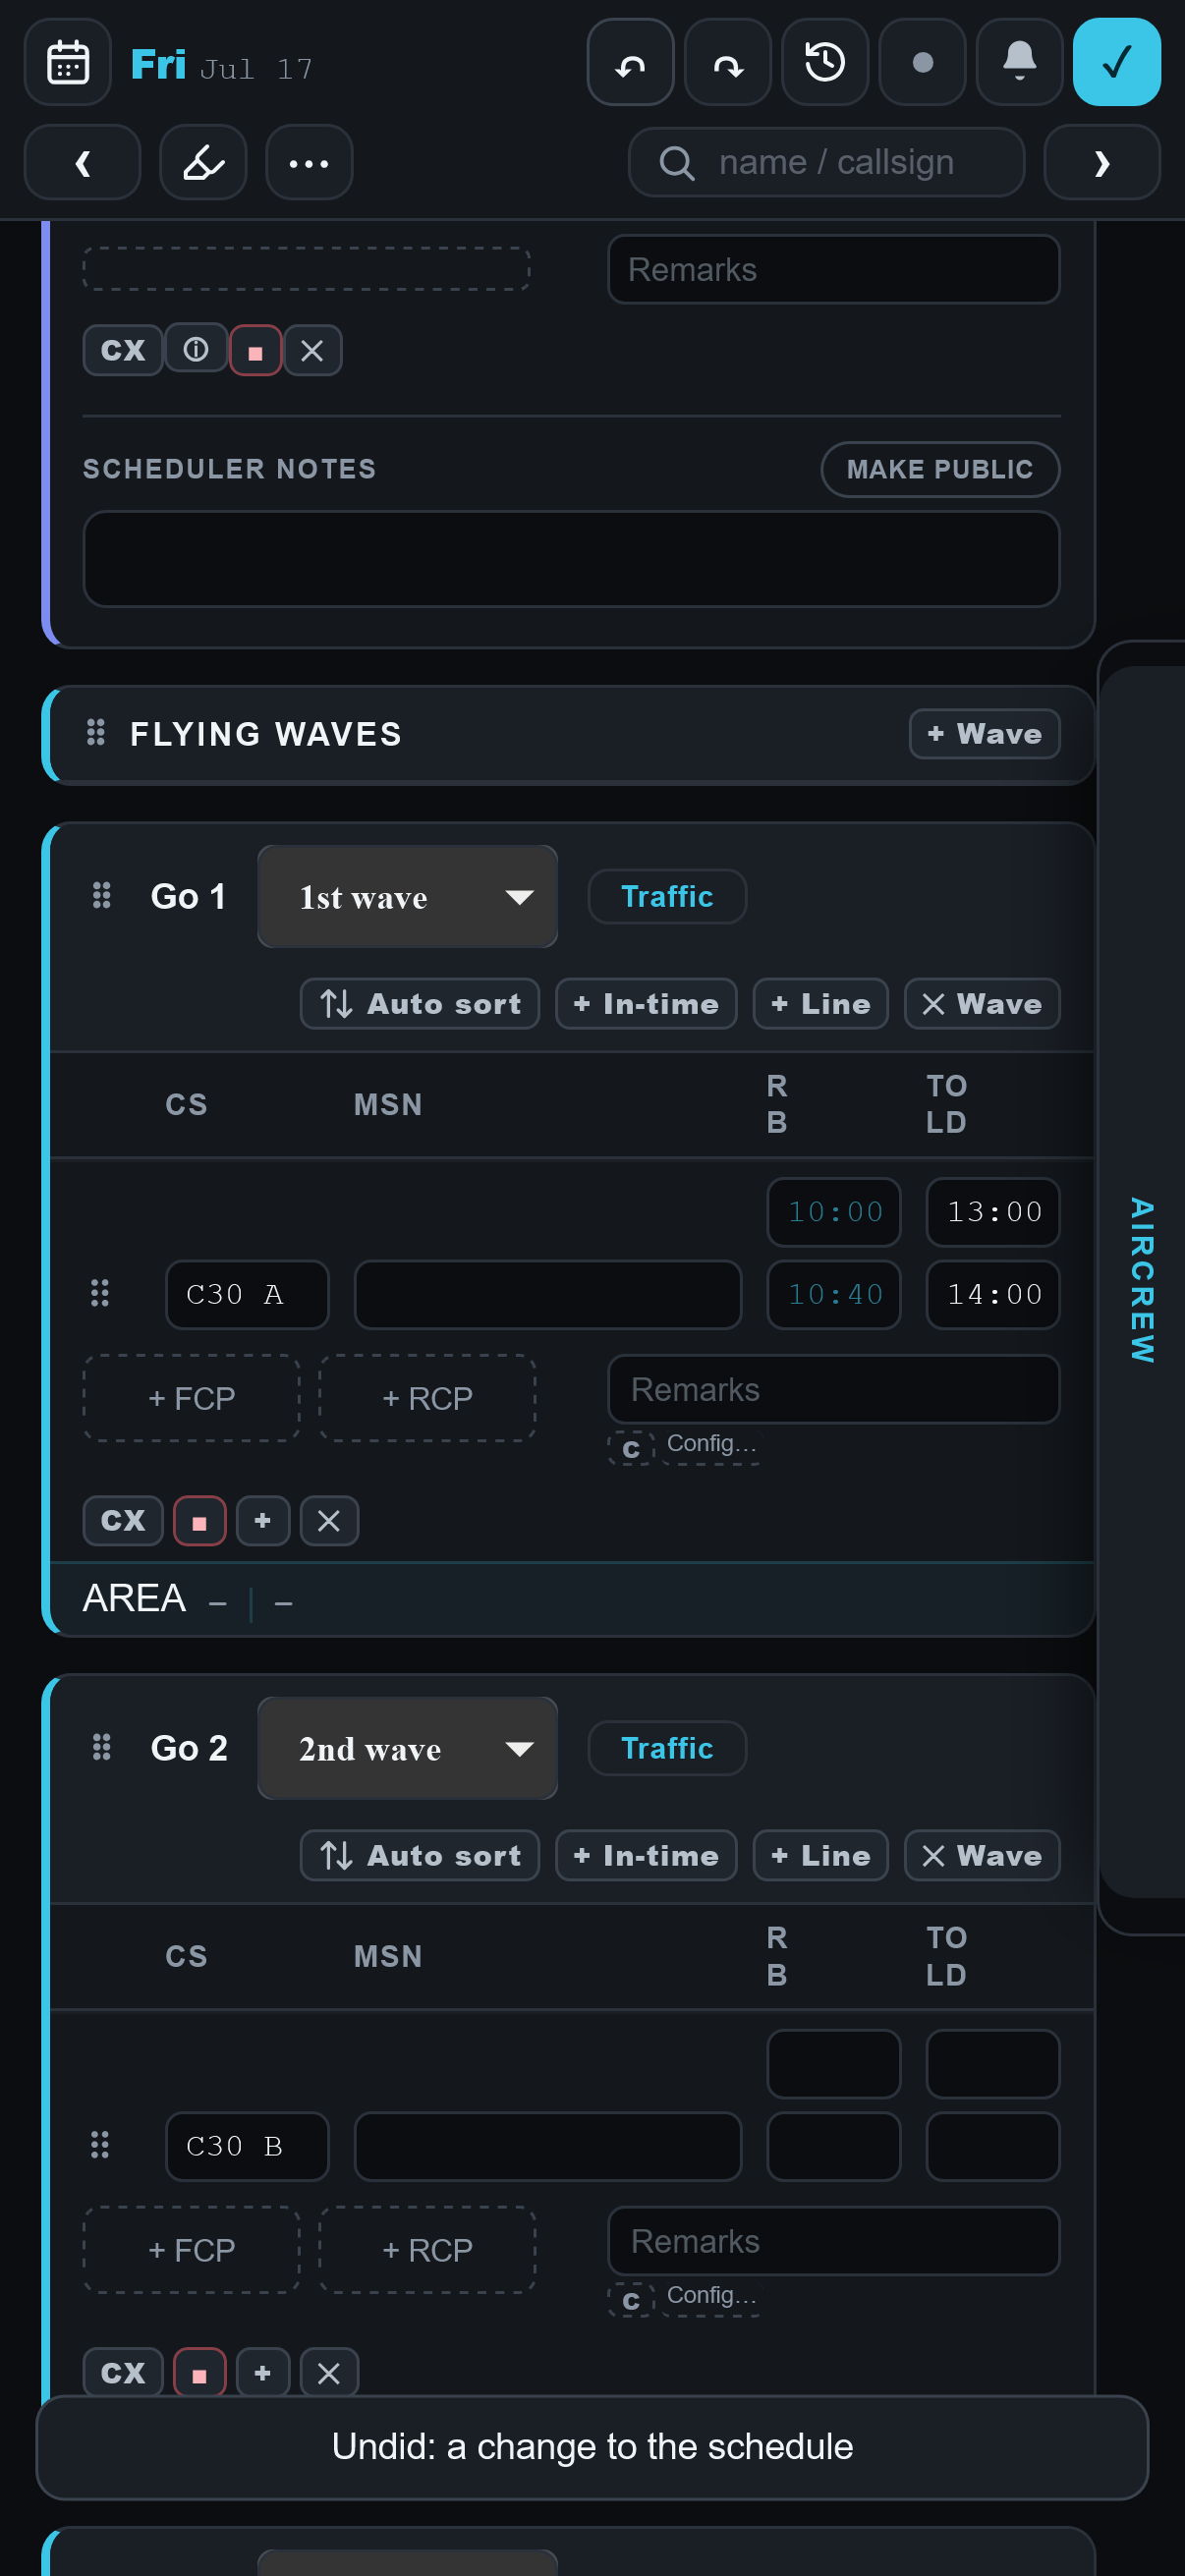 Fri Jul 17
name / callsign
Remarks
CX
SCHEDULER NOTES MAKE PUBLIC
FLYING WAVES + Wave
Go 1 1st wave Traffic
Auto sort + In-time + Line × Wave
CS MSN R B TO LD
10:00 13:00
C30 A 10:40 14:00
+ FCP + RCP Remarks
C Config...
CX + ×
AREA – | –
Go 2 2nd wave Traffic
Auto sort + In-time + Line × Wave
CS MSN R B TO LD
C30 B
+ FCP + RCP Remarks
C Config...
CX + ×
Undid: a change to the schedule
AIRCREW